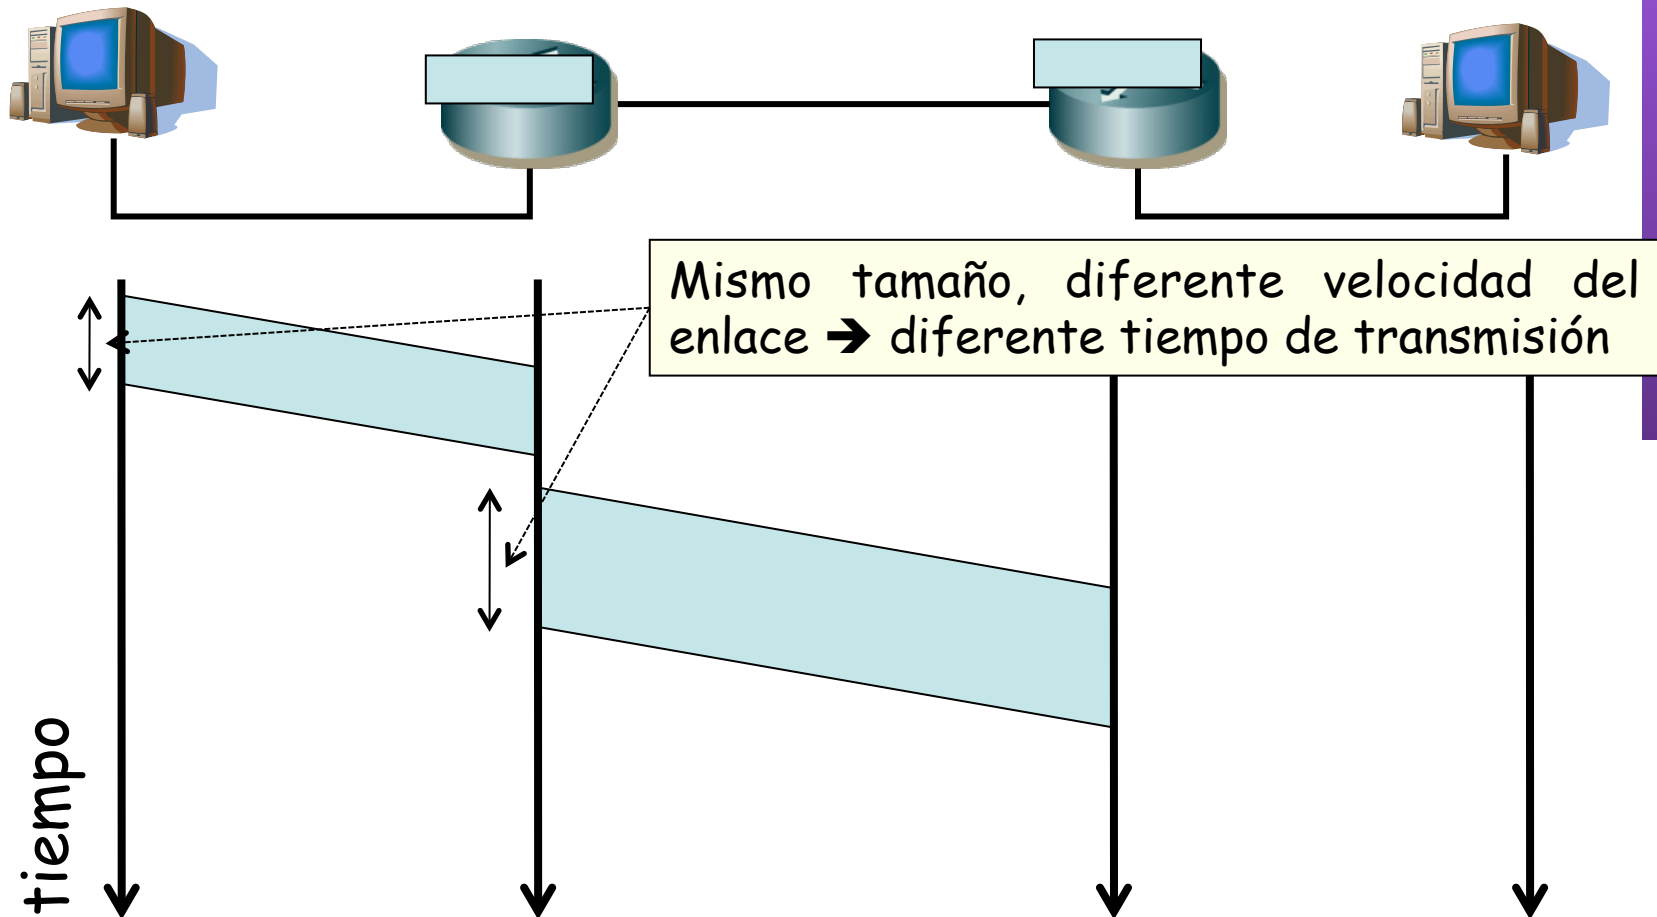 Mismo tamaño, diferente velocidad del
enlace ➔ diferente tiempo de transmisión
tiempo